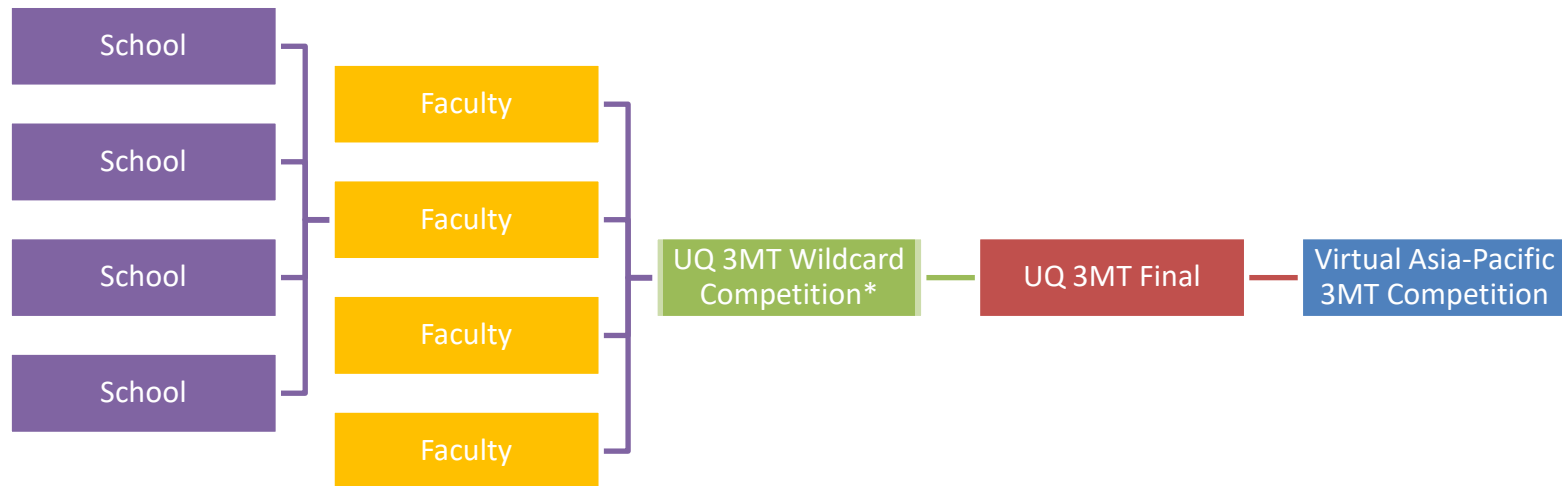 School
School
School
School
Faculty
Faculty
Faculty
Faculty
UQ 3MT Wildcard
Competition*
UQ 3MT Final
Virtual Asia-Pacific
3MT Competition